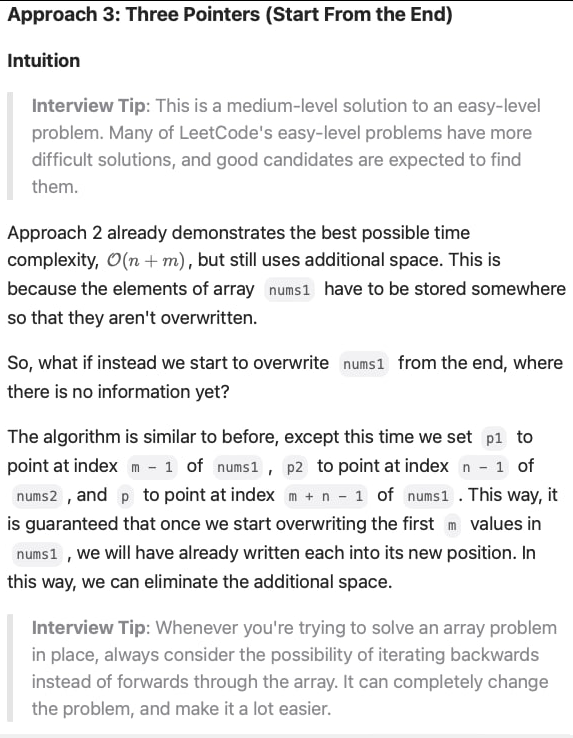 Approach 3: Three Pointers (Start From the End)
Intuition
Interview Tip: This is a medium-level solution to an easy-level
problem. Many of LeetCode's easy-level problems have more
difficult solutions, and good candidates are expected to find
them.
Approach 2 already demonstrates the best possible time
complexity, O(n + m), but still uses additional space. This is
because the elements of array nums1 have to be stored somewhere
so that they aren't overwritten.
So, what if instead we start to overwrite nums1 from the end, where
there is no information yet?
The algorithm is similar to before, except this time we set p1 to
point at index m - 1 of nums1 , p2 to point at index n - 1 of
nums2 , and p to point at index m + n - 1 of nums1 . This way, it
is guaranteed that once we start overwriting the first m values in
nums1 , we will have already written each into its new position. In
this way, we can eliminate the additional space.
Interview Tip: Whenever you're trying to solve an array problem
in place, always consider the possibility of iterating backwards
instead of forwards through the array. It can completely change
the problem, and make it a lot easier.